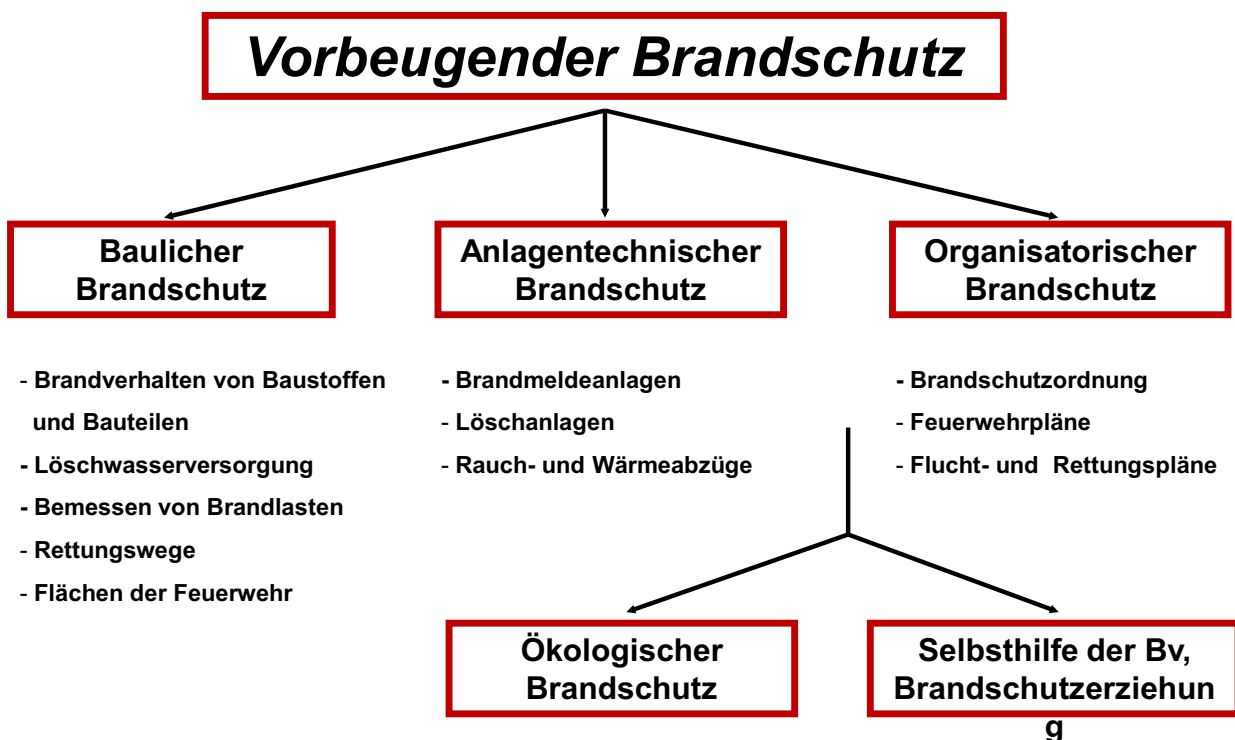 Vorbeugender Brandschutz
Baulicher
Brandschutz
- Brandverhalten von Baustoffen
und Bauteilen
- Löschwasserversorgung
- Bemessen von Brandlasten
- Rettungswege
- Flächen der Feuerwehr
Anlagentechnischer
Brandschutz
- Brandmeldeanlagen
- Löschanlagen
- Rauch- und Wärmeabzüge
Organisatorischer
Brandschutz
- Brandschutzordnung
- Feuerwehrpläne
- Flucht- und Rettungspläne
Ökologischer
Brandschutz
Selbsthilfe der Bv,
Brandschutzerziehun
g